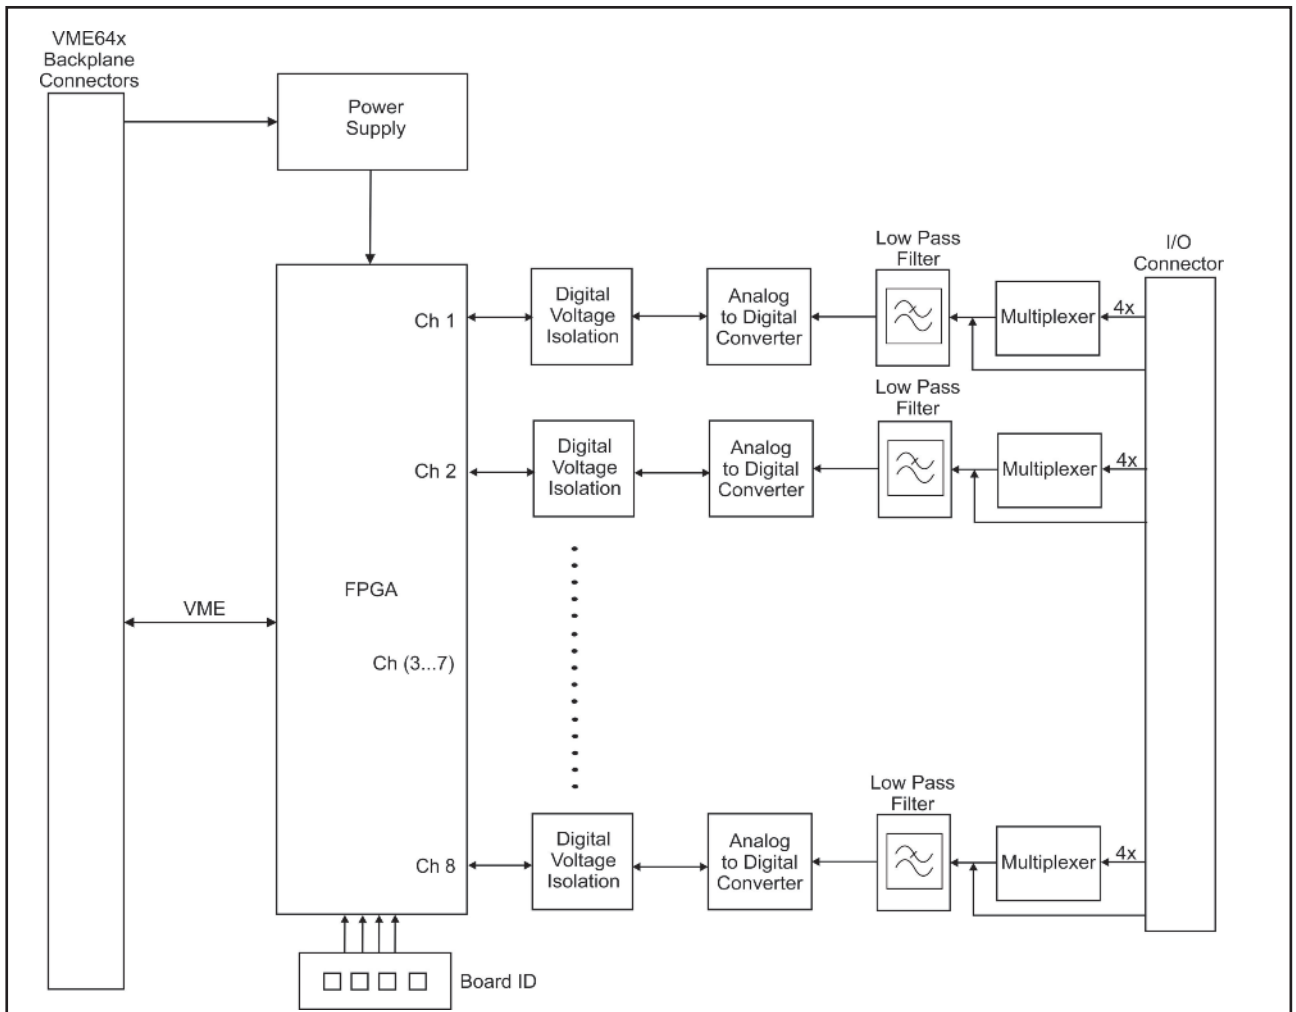 VME64x
Backplane
Connectors
Power
Supply
Low Pass
Filter
I/O
Connector
Ch 1
Digital
Voltage
Isolation
Analog
to Digital
Converter
Multiplexer
4x
Low Pass
Filter
Ch 2
Digital
Voltage
Isolation
Analog
to Digital
Converter
Multiplexer
4x
FPGA
VME
Ch (3...7)
Low Pass
Filter
Ch 8
Digital
Voltage
Isolation
Analog
to Digital
Converter
Multiplexer
4x
Board ID